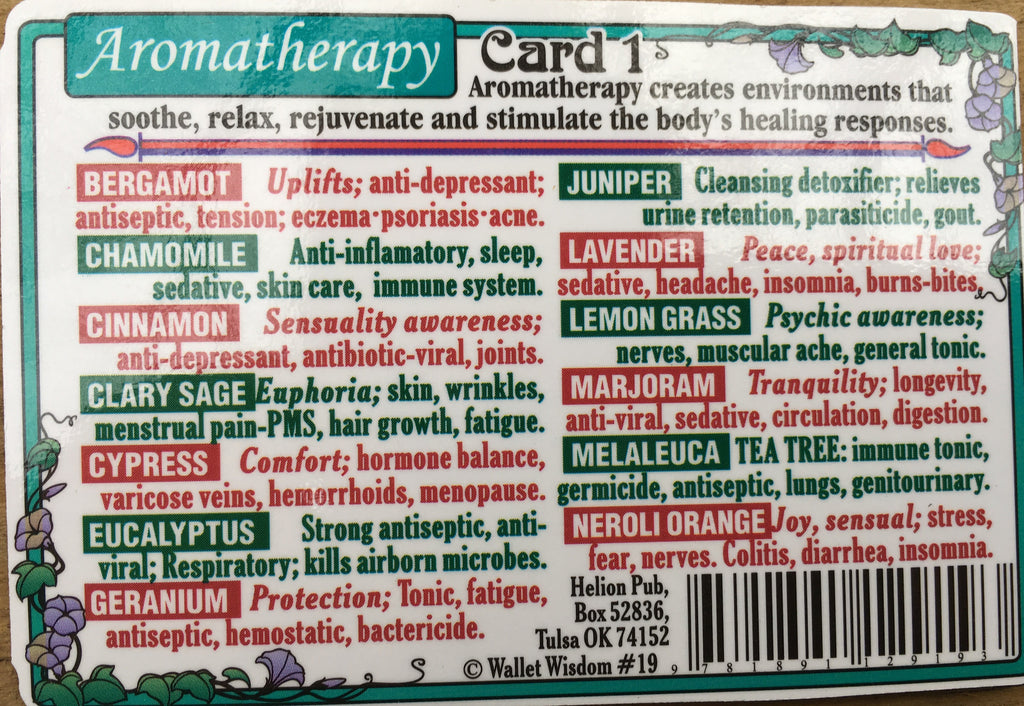 Aromatherapy Card 1
Aromatherapy creates environments that
soothe, relax, rejuvenate and stimulate the body's healing responses.
BERGAMOT Uplifts; anti-depressant;
antiseptic, tension; eczema·psoriasis·acne.
CHAMOMILE Anti-inflamatory, sleep,
sedative, skin care, immune system.
CINNAMON Sensuality awareness;
anti-depressant, antibiotic-viral, joints.
CLARY SAGE Euphoria; skin, wrinkles,
menstrual pain-PMS, hair growth, fatigue.
CYPRESS Comfort; hormone balance,
varicose veins, hemorrhoids, menopause.
EUCALYPTUS Strong antiseptic, anti-
viral; Respiratory; kills airborn microbes.
GERANIUM Protection; Tonic, fatigue,
antiseptic, hemostatic, bactericide.
JUNIPER Cleansing detoxifier; relieves
urine retention, parasiticide, gout.
LAVENDER Peace, spiritual love;
sedative, headache, insomnia, burns-bites,
LEMON GRASS Psychic awareness;
nerves, muscular ache, general tonic.
MARJORAM Tranquility; longevity,
anti-viral, sedative, circulation, digestion.
MELALEUCA TEA TREE: immune tonic,
germicide, antiseptic, lungs, genitourinary.
NEROLI ORANGE Joy, sensual; stress,
fear, nerves. Colitis, diarrhea, insomnia.
Helion Pub,
Box 52836,
Tulsa OK 74152
© Wallet Wisdom #19
9 781891 129193